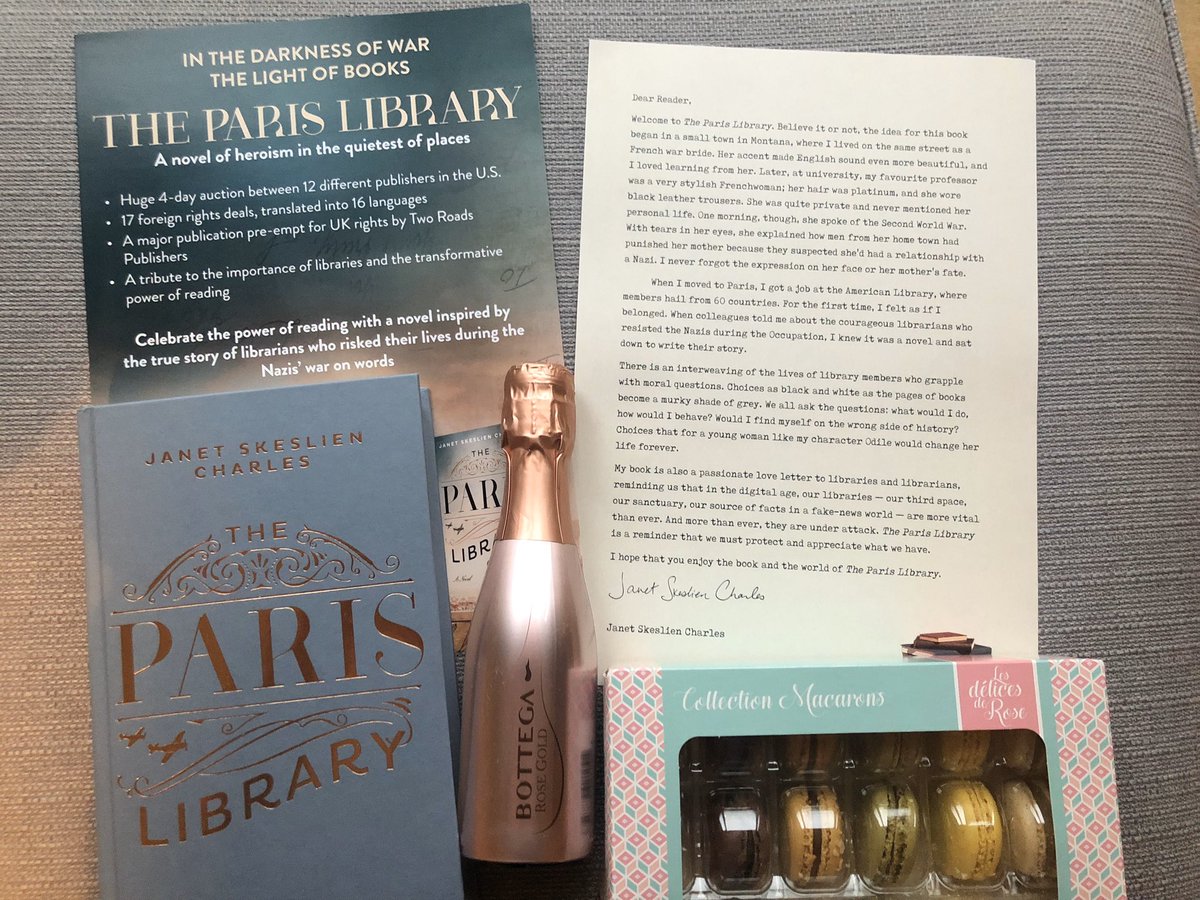 IN THE DARKNESS OF WAR
THE LIGHT OF BOOKS
THE PARIS LIBRARY
A novel of heroism in the quietest of places
• Huge 4-day auction between 12 different publishers in the U.S.
• 17 foreign rights deals, translated into 16 languages
• A major publication pre-empt for UK rights by Two Roads
Publishers
• A tribute to the importance of libraries and the transformative
power of reading
Celebrate the power of reading with a novel inspired by
the true story of librarians who risked their lives during the
Nazis' war on words
JANET SKESLIEN
THE
PARIS
LIBRARY
A Novel
JANET SKESLIEN
CHARLES
THE
PARIS
LIBRARY
BOTTEGA
ROSE GOLD
Dear Reader,
Welcome to The Paris Library. Believe it or not, the idea for this book
began in a small town in Montana, where I lived on the same street as a
French war bride. Her accent made English sound even more beautiful, and
I loved learning from her. Later, at university, my favourite professor
was a very stylish Frenchwoman; her hair was platinum, and she wore
black leather trousers. She was quite private and never mentioned her
personal life. One morning, though, she spoke of the Second World War.
With tears in her eyes, she explained how men from her home town had
punished her mother because they suspected she'd had a relationship with
a Nazi. I never forgot the expression on her face or her mother's fate.
When I moved to Paris, I got a job at the American Library, where
members hail from 60 countries. For the first time, I felt as if I
belonged. When colleagues told me about the courageous librarians who
resisted the Nazis during the Occupation, I knew it was a novel and sat
down to write their story.
There is an interweaving of the lives of library members who grapple
with moral questions. Choices as black and white as the pages of books
become a murky shade of grey. We all ask the questions: what would I do,
how would I behave? Would I find myself on the wrong side of history?
Choices that for a young woman like my character Odile would change her
life forever.
My book is also a passionate love letter to libraries and librarians,
reminding us that in the digital age, our libraries — our third space,
our sanctuary, our source of facts in a fake-news world — are more vital
than ever. And more than ever, they are under attack. The Paris Library
is a reminder that we must protect and appreciate what we have.
I hope that you enjoy the book and the world of The Paris Library.
Janet Skeslien Charles
Janet Skeslien Charles
Collection Macarons
Les
délices
de
Rose